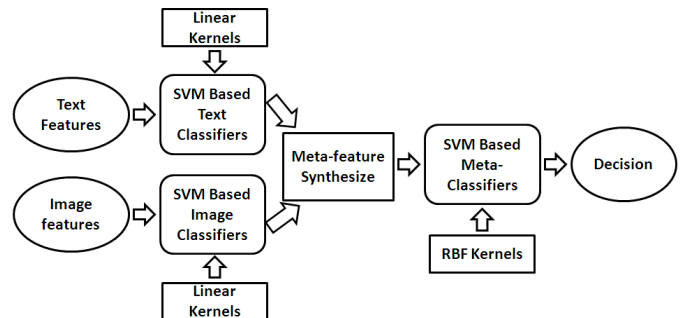 Linear
Kernels
Text
Features
SVM Based
Text
Classifiers
Meta-feature
Synthesize
SVM Based
Meta-
Classifiers
Decision
Image
features
SVM Based
Image
Classifiers
RBF Kernels
Linear
Kernels